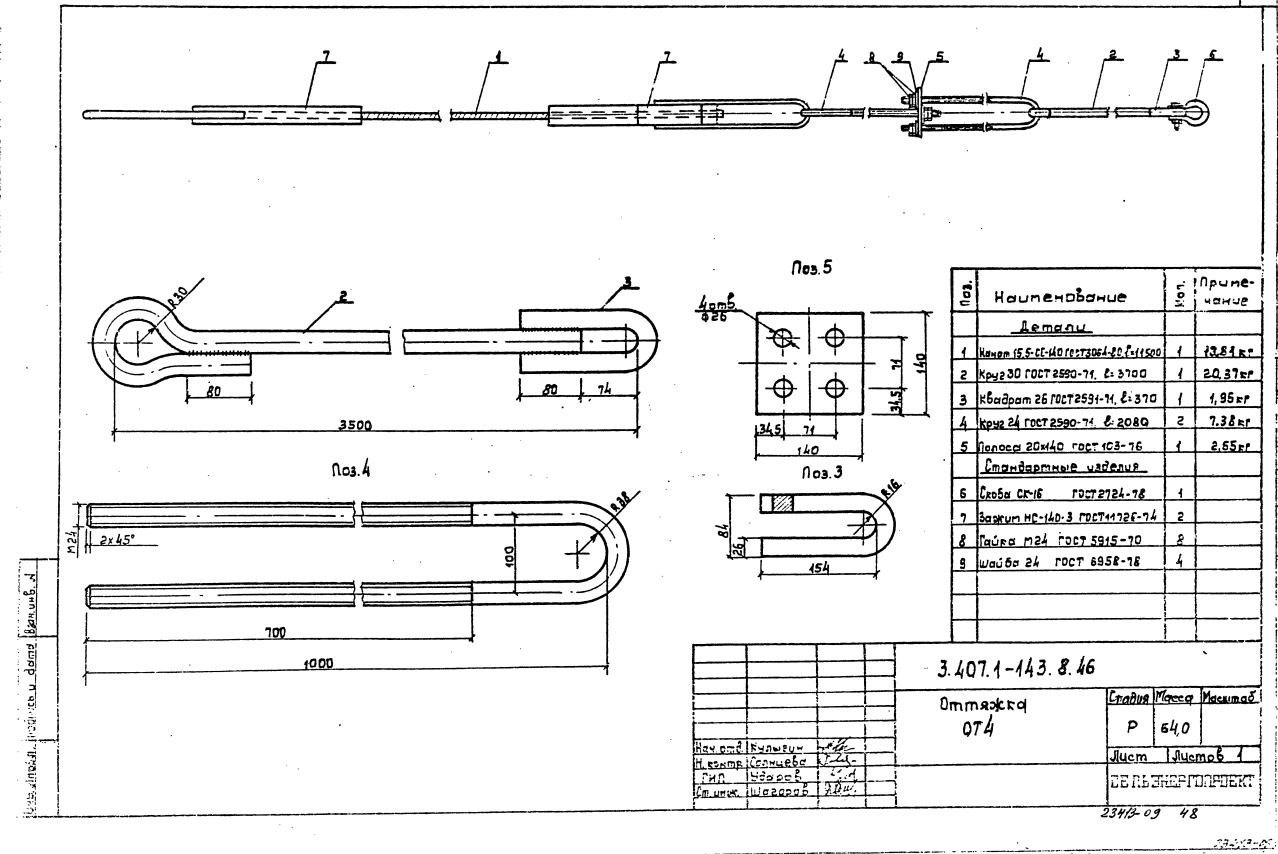 7 1 7 4 8 9 5 4 2 3 6
R30
2
3
80
80 74
3500
Поз. 5
4 отв.
Ф26
71
140
34,5
34,5 71
140
Поз. 4
М24
2x45°
100
R38
700
1000
Поз. 3
R16
84
26
154
Поз. Наименование Кол. Примечание
Детали
1 Канат 15,5-СС-140 ГОСТ3064-80, ℓ=11500 1 13,81 кг
2 Круг 30 ГОСТ 2590-71, ℓ=3700 1 20,37 кг
3 Квадрат 26 ГОСТ 2591-71, ℓ=370 1 1,95 кг
4 Круг 24 ГОСТ 2590-71, ℓ=2080 2 7,38 кг
5 Полоса 20x140 ГОСТ 103-76 1 2,65 кг
Стандартные изделия
6 Скоба СК-16 ГОСТ 2724-78 1
7 Зажим НС-140-3 ГОСТ 11726-74 2
8 Гайка М24 ГОСТ 5915-70 8
9 Шайба 24 ГОСТ 6958-78 4
3.407.1-143.8.46
Оттяжка
ОТ4
Стадия Масса Масштаб
Р 64,0
Лист Листов 1
СЕЛЬЭНЕРГОПРОЕКТ
Нач. отд. Кулыгин
Н. контр. Солнцева
ГИП Ударов
Ст. инж. Шагаров
Подпись и дата Взам. инв. №
23413-09 48